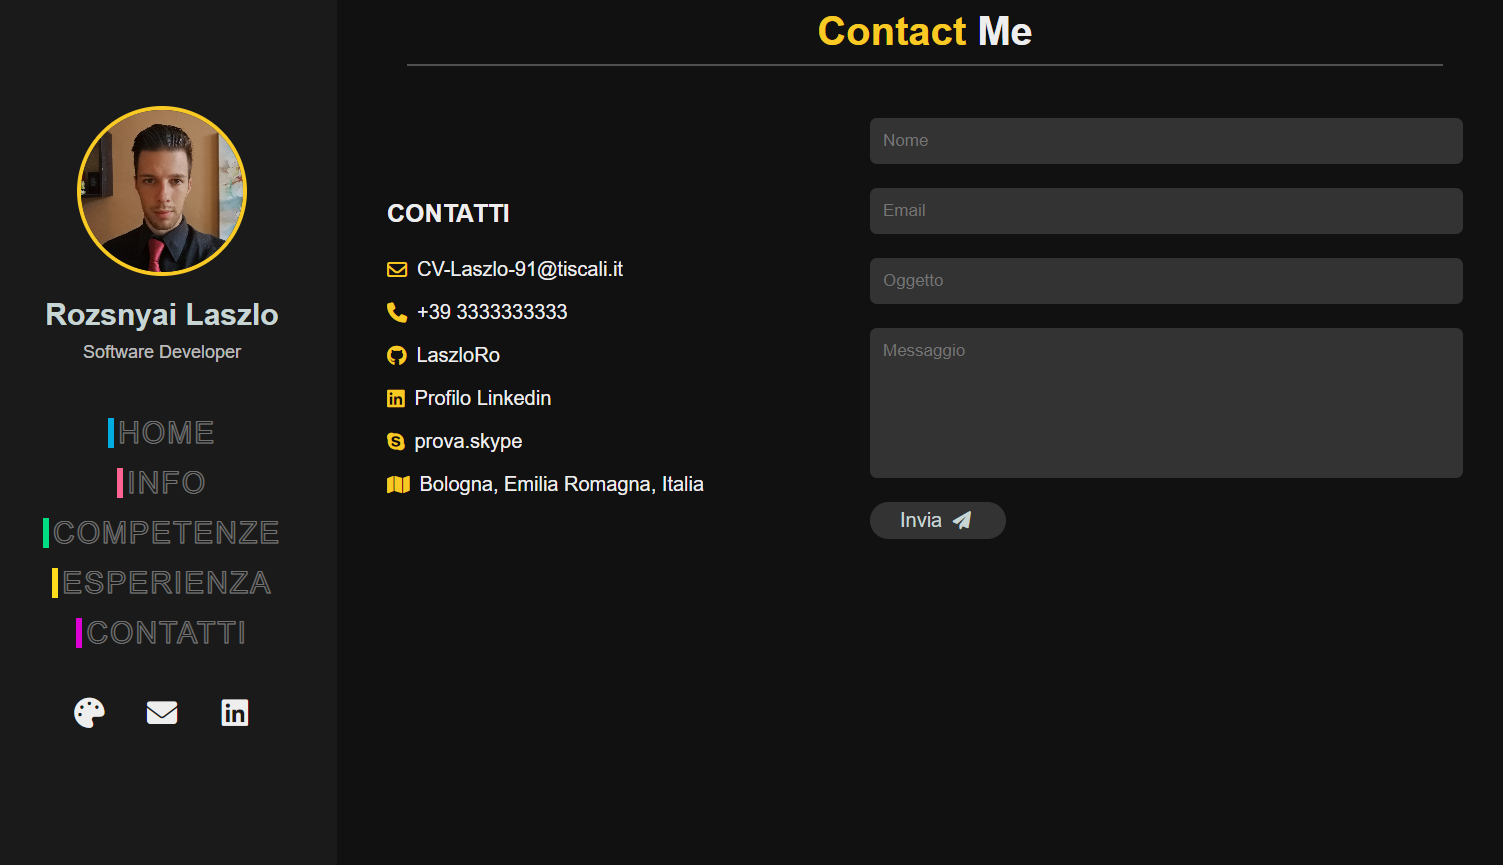 Rozsnyai Laszlo
Software Developer
HOME
INFO
COMPETENZE
ESPERIENZA
CONTATTI
Contact Me
CONTATTI
CV-Laszlo-91@tiscali.it
+39 3333333333
LaszloRo
Profilo Linkedin
prova.skype
Bologna, Emilia Romagna, Italia
Nome
Email
Oggetto
Messaggio
Invia